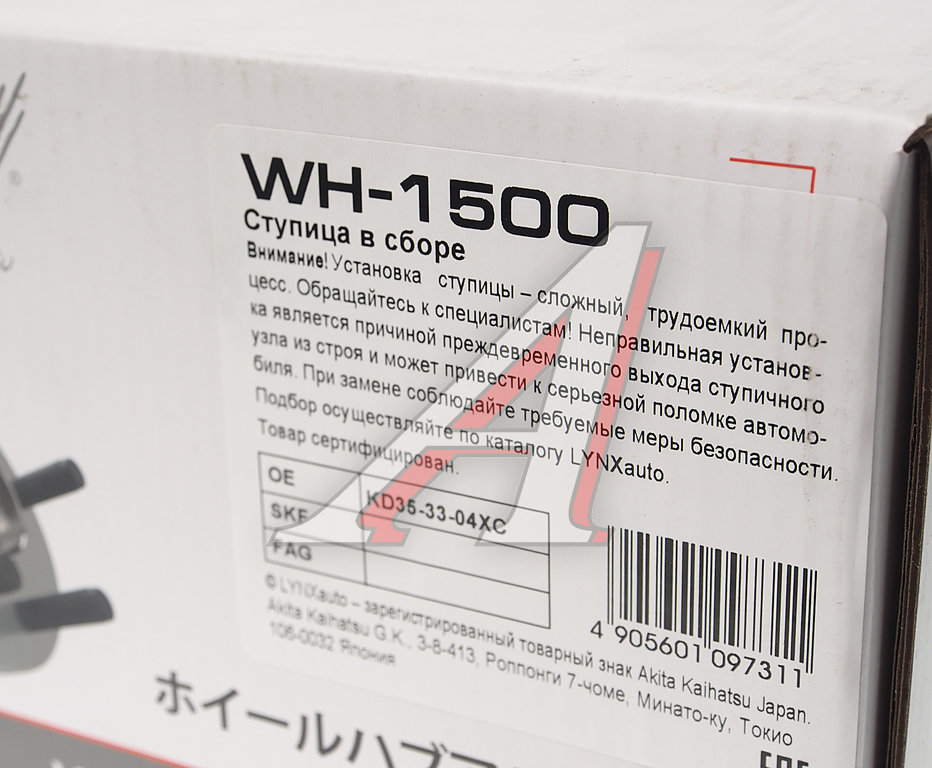 WH-1500
Ступица в сборе
Внимание! Установка ступицы – сложный, трудоемкий про-
цесс. Обращайтесь к специалистам! Неправильная установ-
ка является причиной преждевременного выхода ступичного
узла из строя и может привести к серьезной поломке автомо-
биля. При замене соблюдайте требуемые меры безопасности.
Подбор осуществляйте по каталогу LYNXauto.
Товар сертифицирован.
OE KD35-33-04XC
SKF
FAG
4 905601 097311
© LYNXauto – зарегистрированный товарный знак Akita Kaihatsu Japan.
Akita Kaihatsu G.K., 3-8-413, Роппонги 7-чоме, Минато-ку, Токио
106-0032 Япония
ホイールハブ